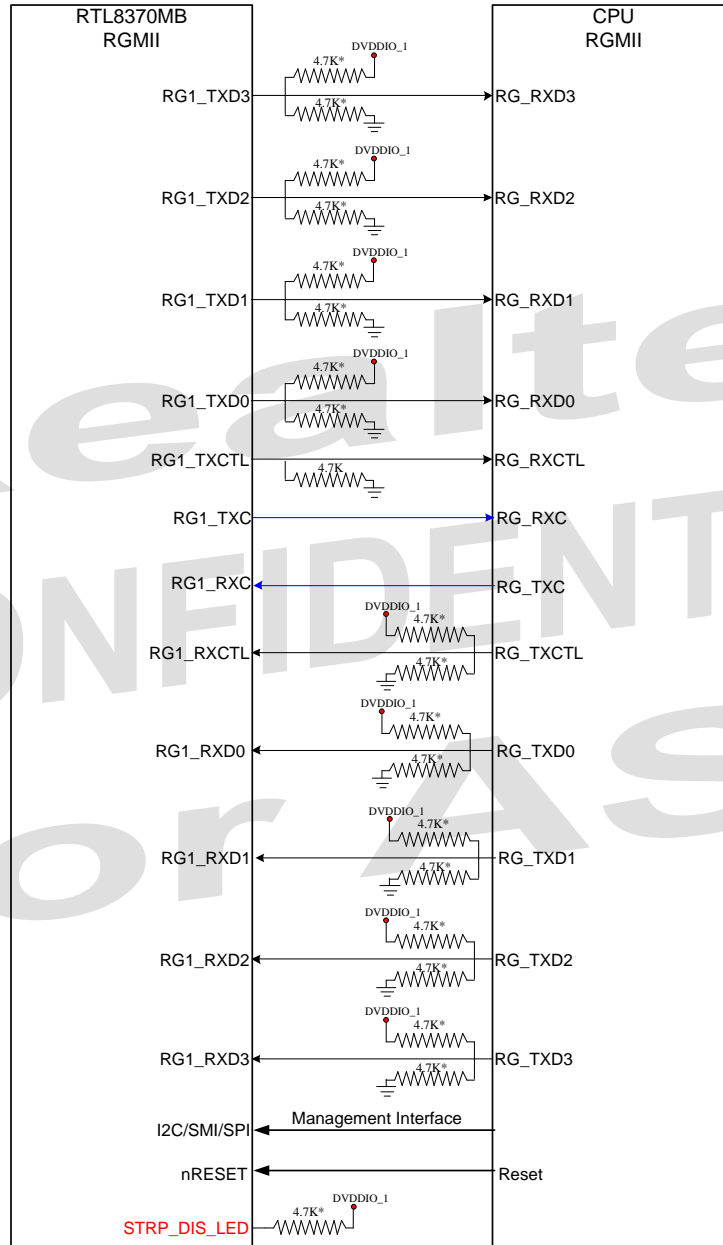 RTL8370MB
RGMII
CPU
RGMII
DVDDIO_1
4.7K*
RG1_TXD3
RG_RXD3
4.7K*
DVDDIO_1
4.7K*
RG1_TXD2
RG_RXD2
4.7K*
DVDDIO_1
4.7K*
RG1_TXD1
RG_RXD1
4.7K*
DVDDIO_1
4.7K*
RG1_TXD0
RG_RXD0
4.7K*
RG1_TXCTL
RG_RXCTL
4.7K
RG1_TXC
RG_RXC
RG1_RXC
RG_TXC
DVDDIO_1
4.7K*
RG1_RXCTL
RG_TXCTL
4.7K*
DVDDIO_1
4.7K*
RG1_RXD0
RG_TXD0
4.7K*
DVDDIO_1
4.7K*
RG1_RXD1
RG_TXD1
4.7K*
DVDDIO_1
4.7K*
RG1_RXD2
RG_TXD2
4.7K*
DVDDIO_1
4.7K*
RG1_RXD3
RG_TXD3
4.7K*
Management Interface
I2C/SMI/SPI
nRESET
Reset
DVDDIO_1
4.7K*
STRP_DIS_LED